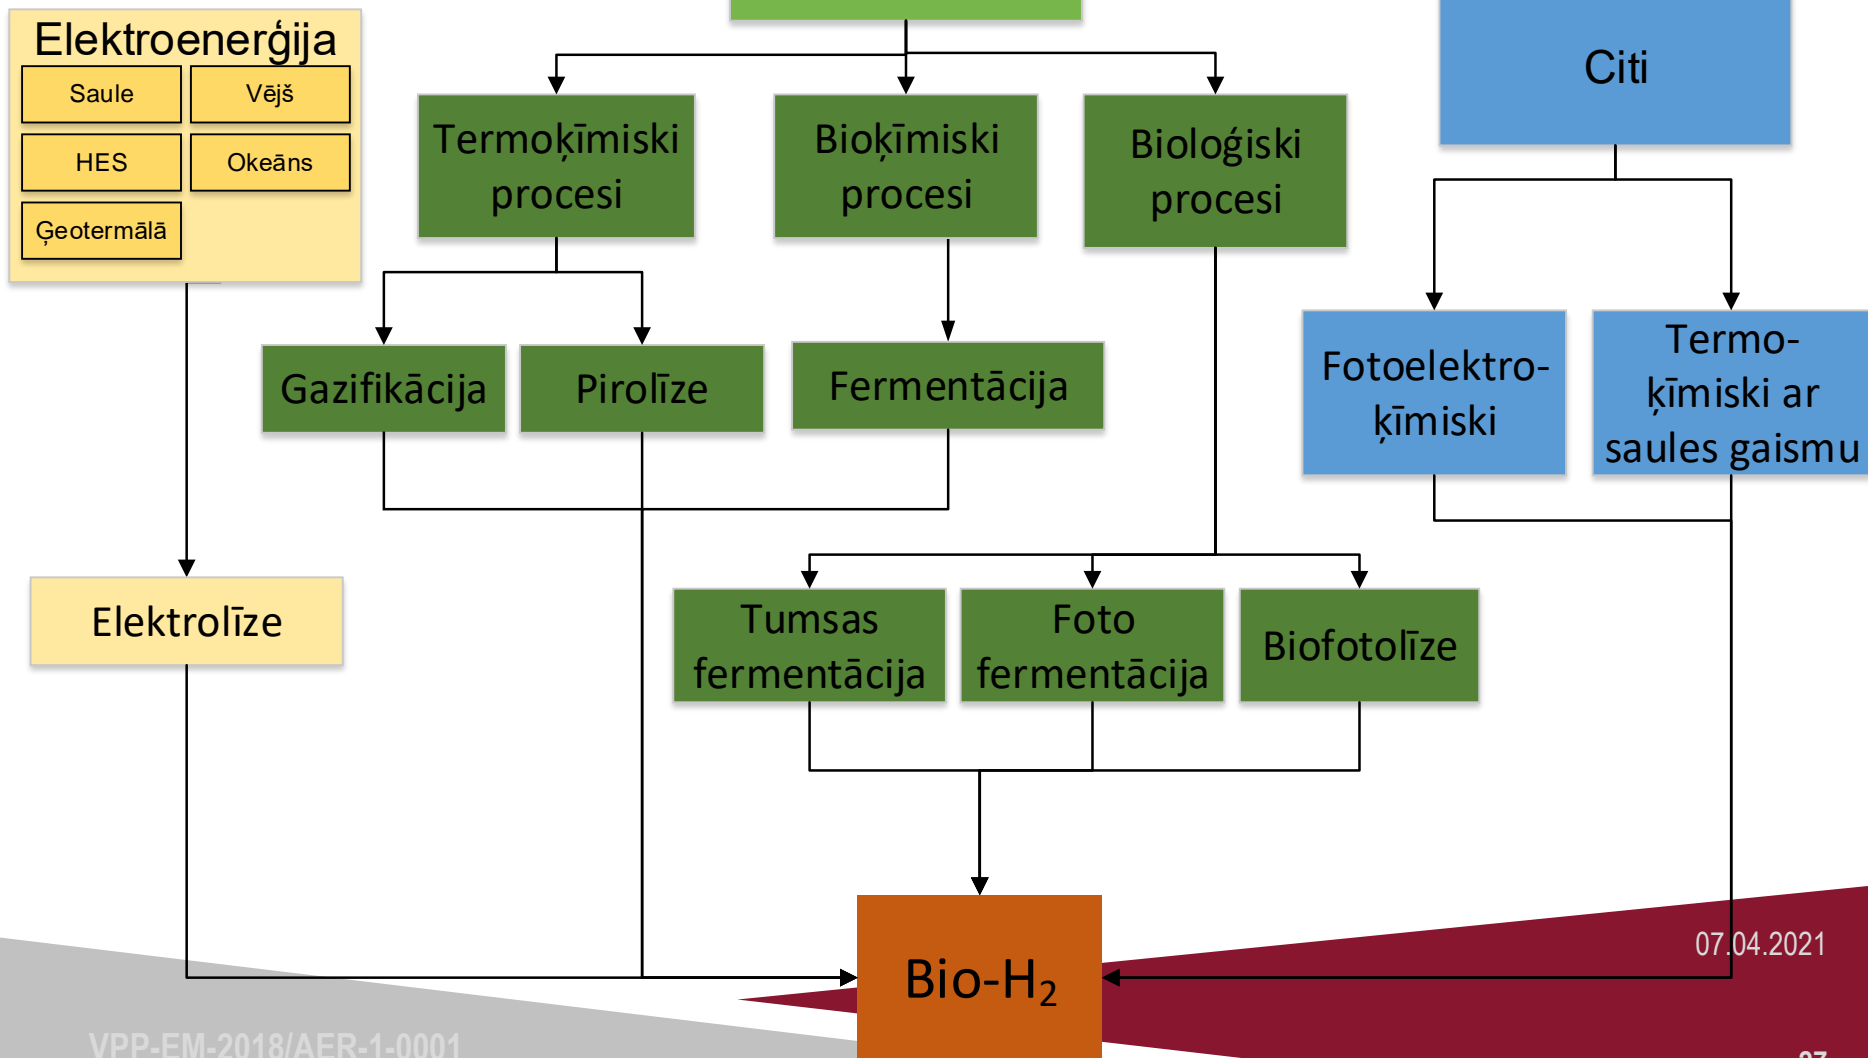 Elektroenerģija
Saule
Vējš
HES
Okeāns
Ģeotermālā
Citi
Termoķīmiski
procesi
Bioķīmiski
procesi
Bioloģiski
procesi
Gazifikācija
Pirolīze
Fermentācija
Fotoelektro-
ķīmiski
Termo-
ķīmiski ar
saules gaismu
Elektrolīze
Tumsas
fermentācija
Foto
fermentācija
Biofotolīze
Bio-H₂
07.04.2021
VPP-EM-2018/AER-1-0001
27